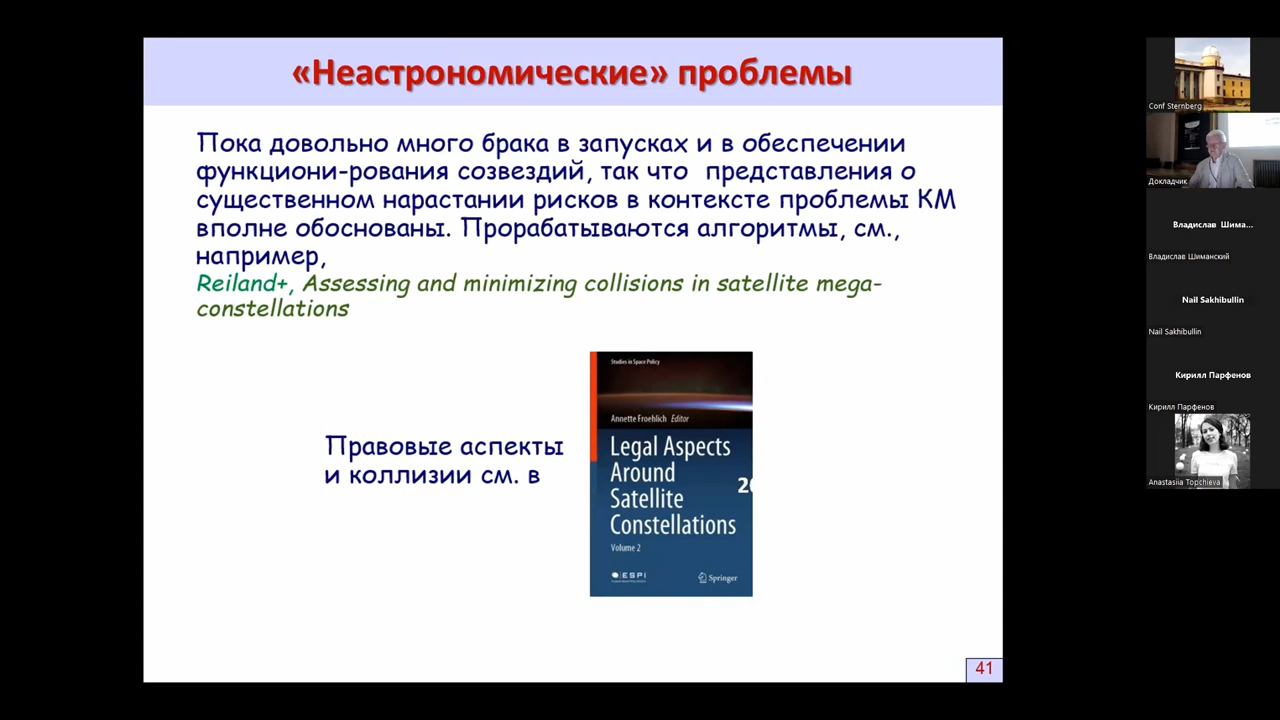 «Неастрономические» проблемы
Пока довольно много брака в запусках и в обеспечении
функциони-рования созвездий, так что представления о
существенном нарастании рисков в контексте проблемы КМ
вполне обоснованы. Прорабатываются алгоритмы, см.,
например,
Reiland+, Assessing and minimizing collisions in satellite mega-
constellations
Правовые аспекты
и коллизии см. в
Studies in Space Policy
Annette Froehlich Editor
Legal Aspects
Around
Satellite
Constellations
Volume 2
ESPI
Springer
20
41
Conf Sternberg
Докладчик
Владислав Шима...
Владислав Шиманский
Nail Sakhibullin
Nail Sakhibullin
Кирилл Парфенов
Кирилл Парфенов
Anastasiia Topchieva